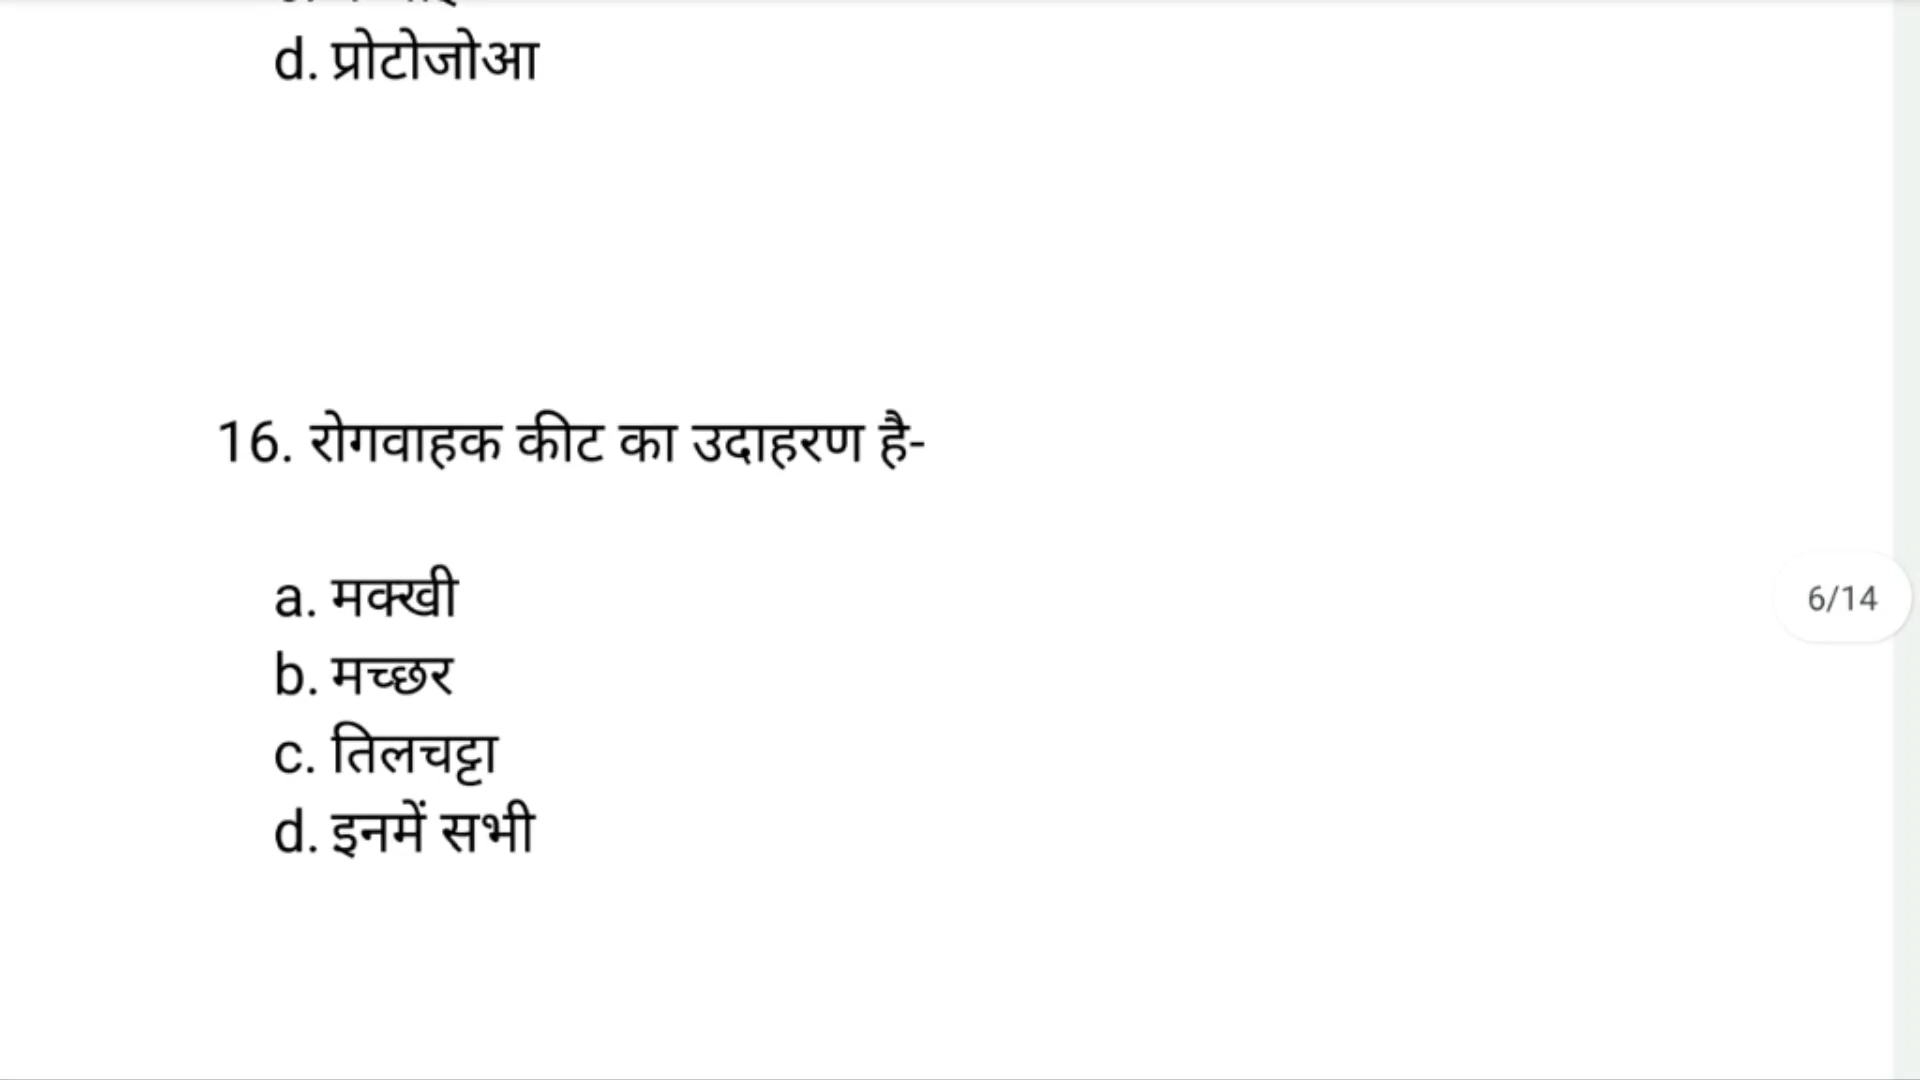 d. प्रोटोजोआ
16. रोगवाहक कीट का उदाहरण है-
a. मक्खी
b. मच्छर
c. तिलचट्टा
d. इनमें सभी
6/14